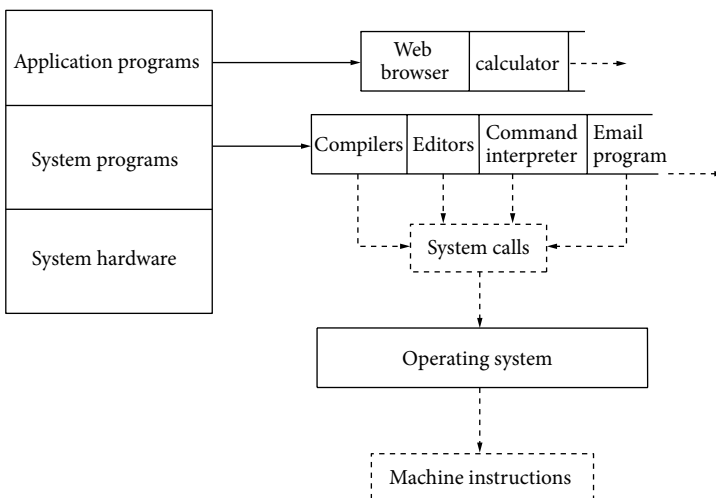 Application programs
Web
browser
calculator
System programs
Compilers
Editors
Command
interpreter
Email
program
System hardware
System calls
Operating system
Machine instructions